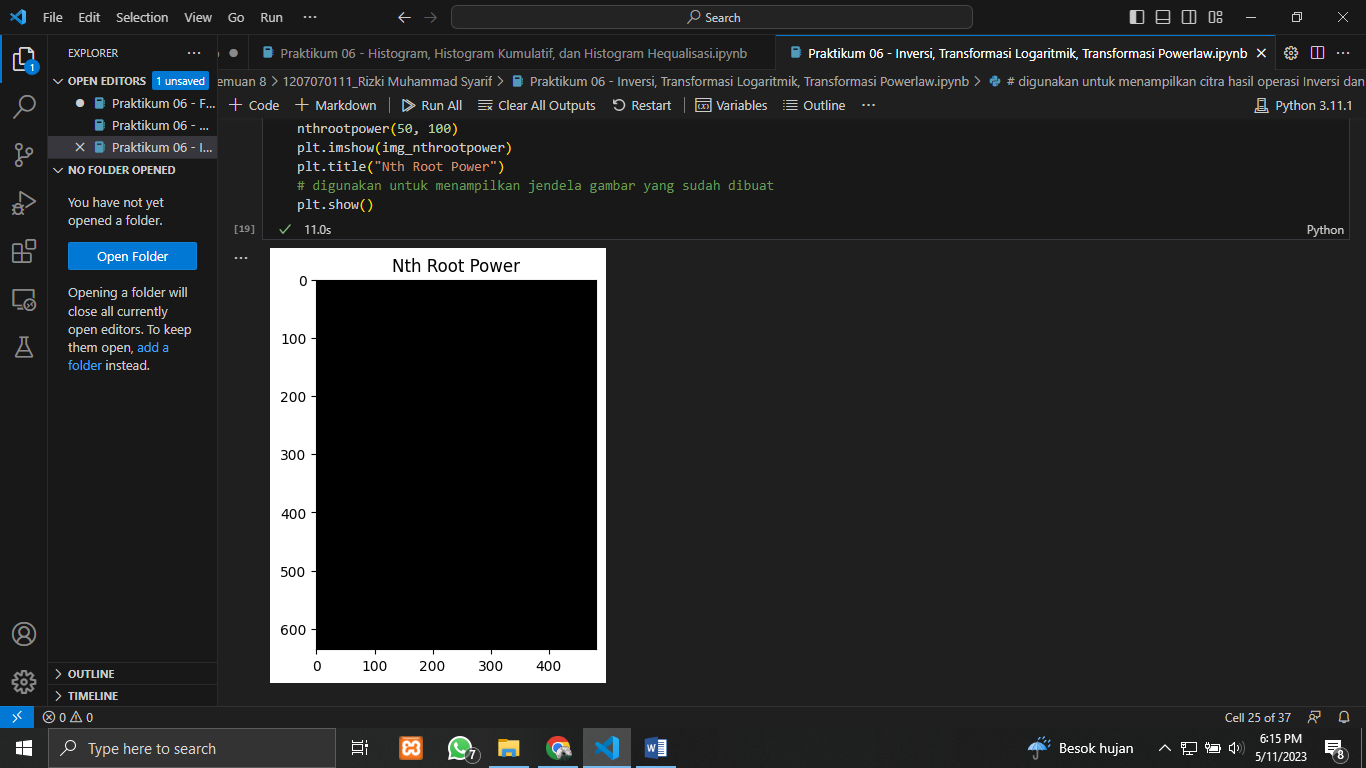 File Edit Selection View Go Run ··· Search
EXPLORER ···
OPEN EDITORS 1 unsaved
Praktikum 06 - F...
Praktikum 06 - ...
Praktikum 06 - I...
NO FOLDER OPENED
You have not yet
opened a folder.
Open Folder
Opening a folder will
close all currently
open editors. To keep
them open, add a
folder instead.
OUTLINE
TIMELINE
Praktikum 06 - Histogram, Histogram Kumulatif, dan Histogram Hequalisasi.ipynb
Praktikum 06 - Inversi, Transformasi Logaritmik, Transformasi Powerlaw.ipynb
emuan 8 > 1207070111_Rizki Muhammad Syarif > Praktikum 06 - Inversi, Transformasi Logaritmik, Transformasi Powerlaw.ipynb > # digunakan untuk menampilkan citra hasil operasi Inversi dan
+ Code + Markdown Run All Clear All Outputs Restart Variables Outline ··· Python 3.11.1
nthrootpower(50, 100)
plt.imshow(img_nthrootpower)
plt.title("Nth Root Power")
# digunakan untuk menampilkan jendela gambar yang sudah dibuat
plt.show()
[19] 11.0s Python
···
Nth Root Power
0
100
200
300
400
500
600
0 100 200 300 400
0 0 Cell 25 of 37
1
Type here to search 7 Besok hujan 6:15 PM
5/11/2023 8